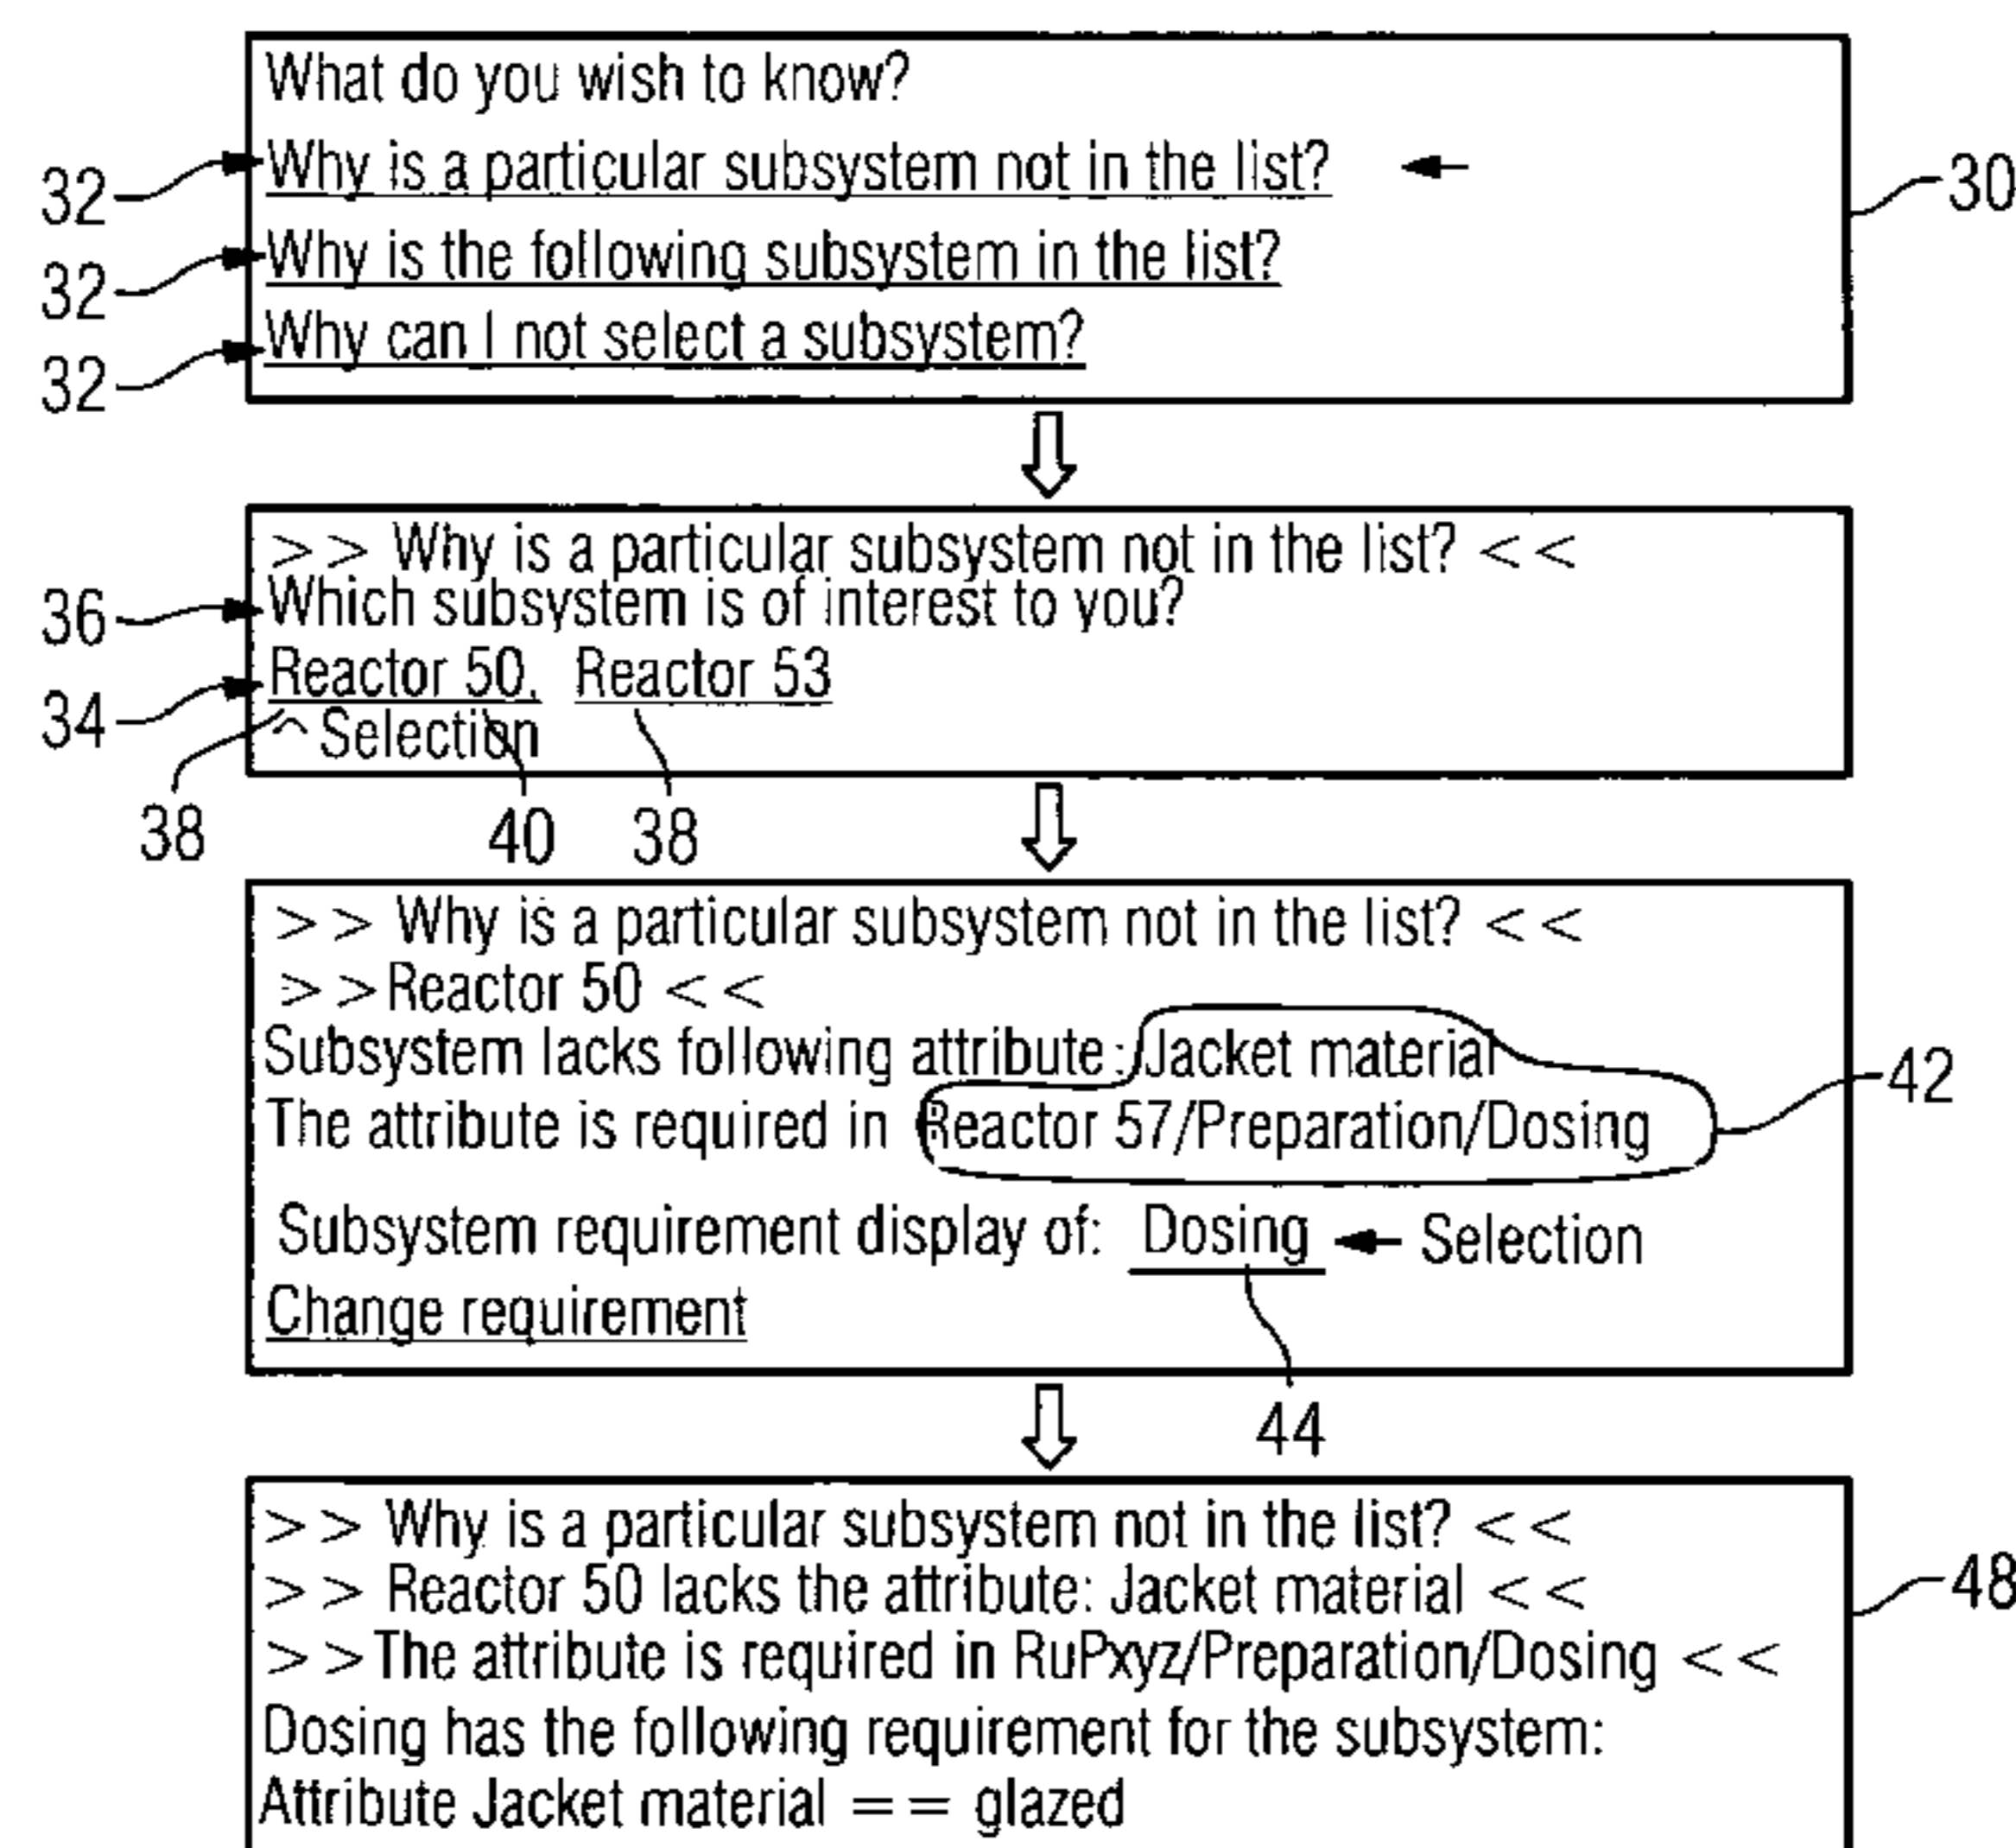 What do you wish to know?
32 Why is a particular subsystem not in the list?
30
32 Why is the following subsystem in the list?
32 Why can I not select a subsystem?
> > Why is a particular subsystem not in the list? < <
36 Which subsystem is of interest to you?
34 Reactor 50, Reactor 53
^ Selection
38 40 38
> > Why is a particular subsystem not in the list? < <
> > Reactor 50 < <
Subsystem lacks following attribute: Jacket material
42
The attribute is required in Reactor 57/Preparation/Dosing
Subsystem requirement display of: Dosing Selection
Change requirement
44
> > Why is a particular subsystem not in the list? < <
> > Reactor 50 lacks the attribute: Jacket material < <
48
> > The attribute is required in RuPxyz/Preparation/Dosing < <
Dosing has the following requirement for the subsystem:
Attribute Jacket material = = glazed